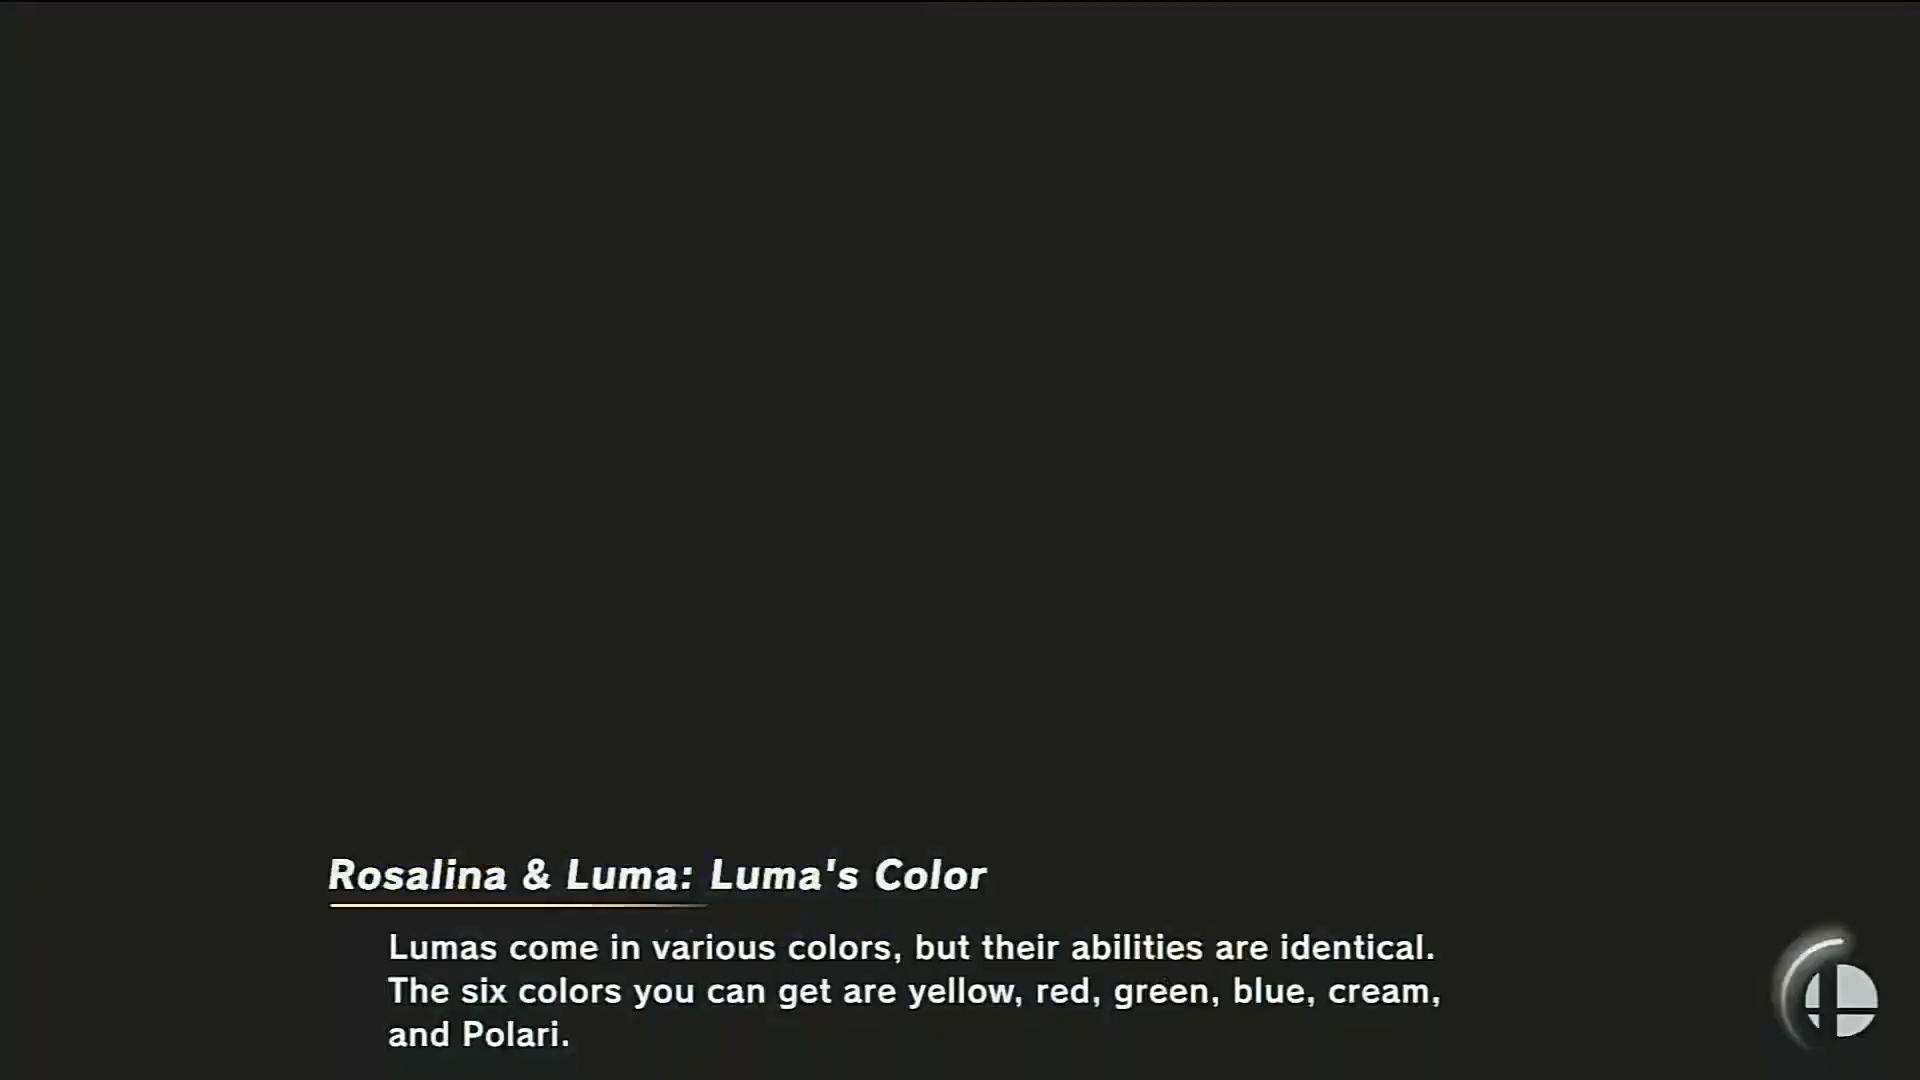 Rosalina & Luma: Luma's Color
Lumas come in various colors, but their abilities are identical.
The six colors you can get are yellow, red, green, blue, cream,
and Polari.